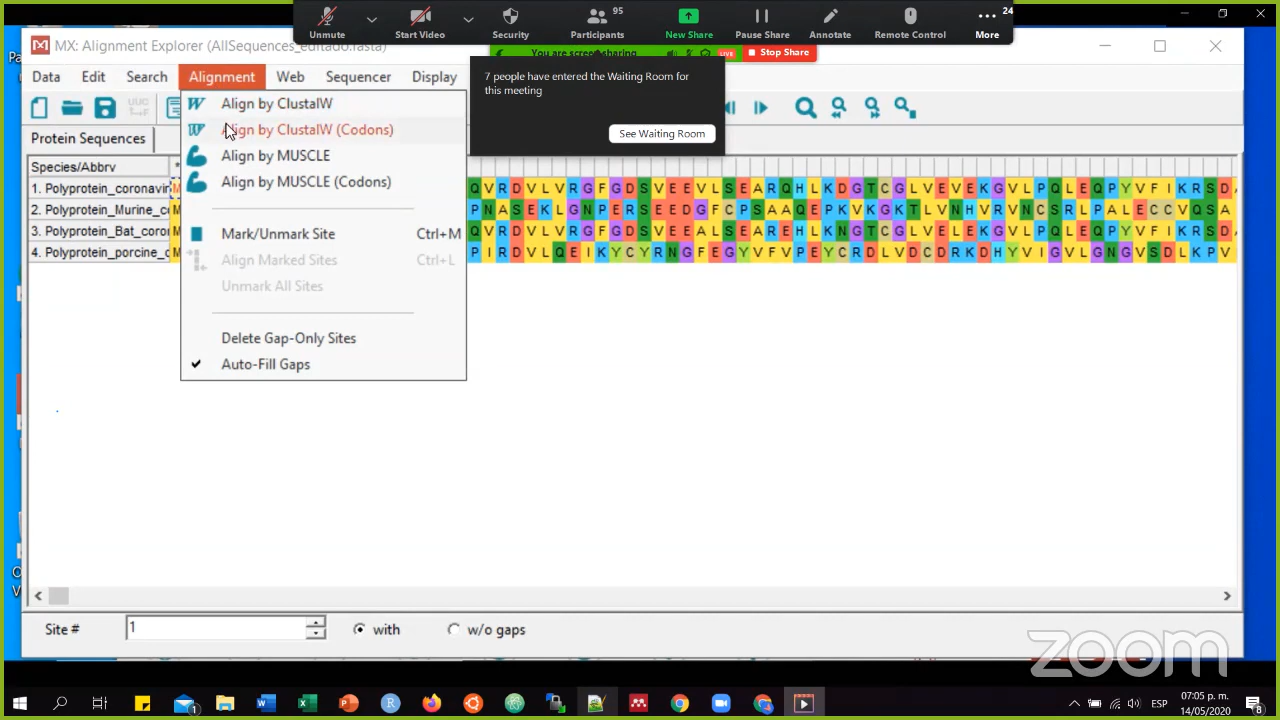 95
24
Unmute Start Video Security Participants New Share Pause Share Annotate Remote Control More
MX: Alignment Explorer (AllSequences_editado.fasta)
You are screen sharing LIVE Stop Share
Data Edit Search Alignment Web Sequencer Display
7 people have entered the Waiting Room for
this meeting
See Waiting Room
Align by ClustalW
Align by ClustalW (Codons)
Align by MUSCLE
Align by MUSCLE (Codons)
Mark/Unmark Site Ctrl+M
Align Marked Sites Ctrl+L
Unmark All Sites
Delete Gap-Only Sites
Auto-Fill Gaps
Protein Sequences
Species/Abbrv
1. Polyprotein_coronavir M Q V R D V L V R G F G D S V E E V L S E A R Q H L K D G T C G L V E V E K G V L P Q L E Q P Y V F I K R S D
2. Polyprotein_Murine_co M P N A S E K L G N P E R S E E D G F C P S A A Q E P K V K G K T L V N H V R V N C S R L P A L E C C V Q S A
3. Polyprotein_Bat_coro M Q V R D V L V R G F G D S V E E A L S E A R E H L K N G T C G L V E L E K G V L P Q L E Q P Y V F I K R S D
4. Polyprotein_porcine_c M P I R D V L Q E I K Y C Y R N G F E G Y V F V P E Y C R D L V D C D R K D H Y V I G V L G N G V S D L K P V
Site # 1 with w/o gaps
zoom
07:05 p. m.
ESP
14/05/2020